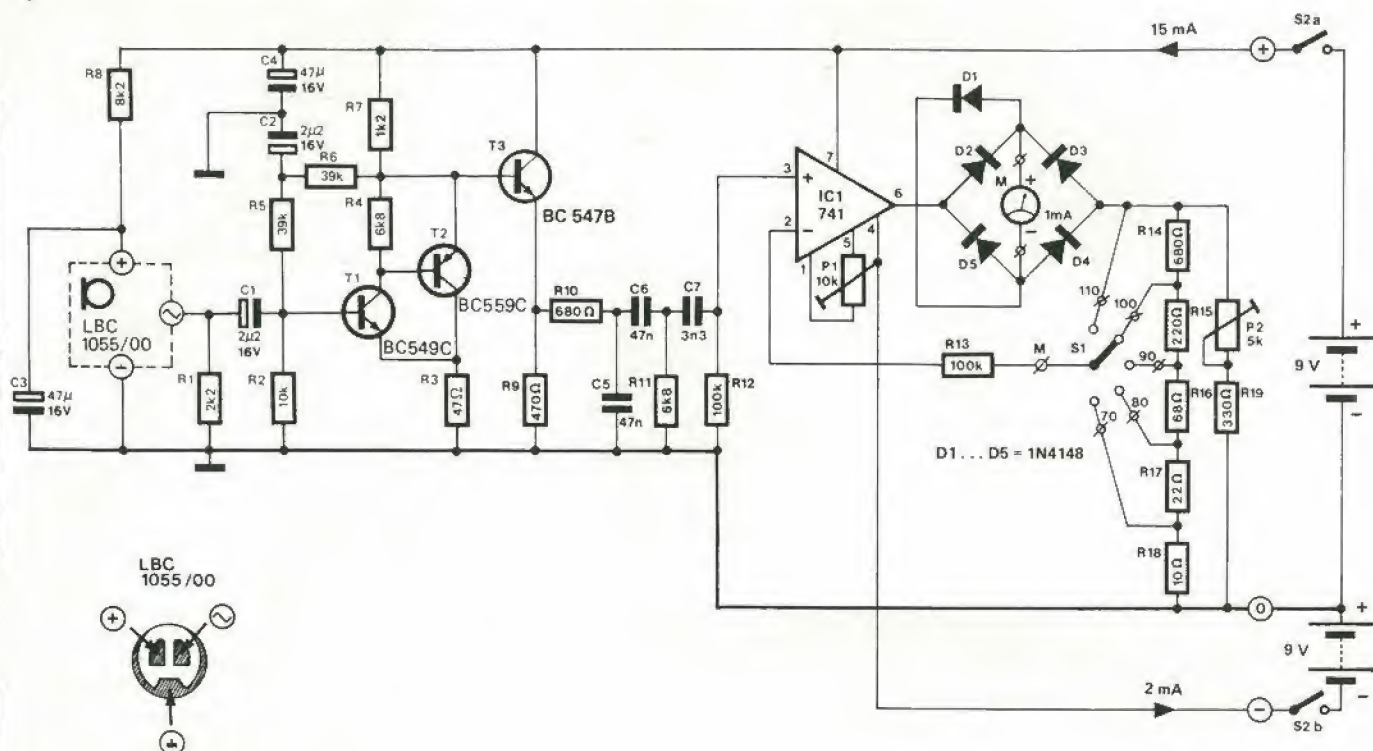 15 mA
S2a
+
R8
8k2
C4
47µ
16V
C2
2µ2
16V
R7
1k2
R6
39k
R5
39k
R4
6k8
T3
BC 547B
T2
BC559C
T1
BC549C
+
LBC
1055/00
−
~
C3
47µ
16V
R1
2k2
C1
2µ2
16V
R2
10k
R3
47Ω
R9
470Ω
R10
680Ω
C6
47n
C7
3n3
C5
47n
R11
6k8
R12
100k
3
+
2
−
7
IC1
741
6
5
4
1
P1
10k
D1
D2
D3
M
+
1mA
−
D5
D4
R13
100k
M
S1
110
100
90
80
70
R14
680Ω
R15
220Ω
R16
68Ω
R17
22Ω
R18
10Ω
P2
5k
R19
330Ω
D1 . . . D5 = 1N4148
+
9 V
−
0
+
9 V
−
2 mA
−
S2b
LBC
1055/00
+
~